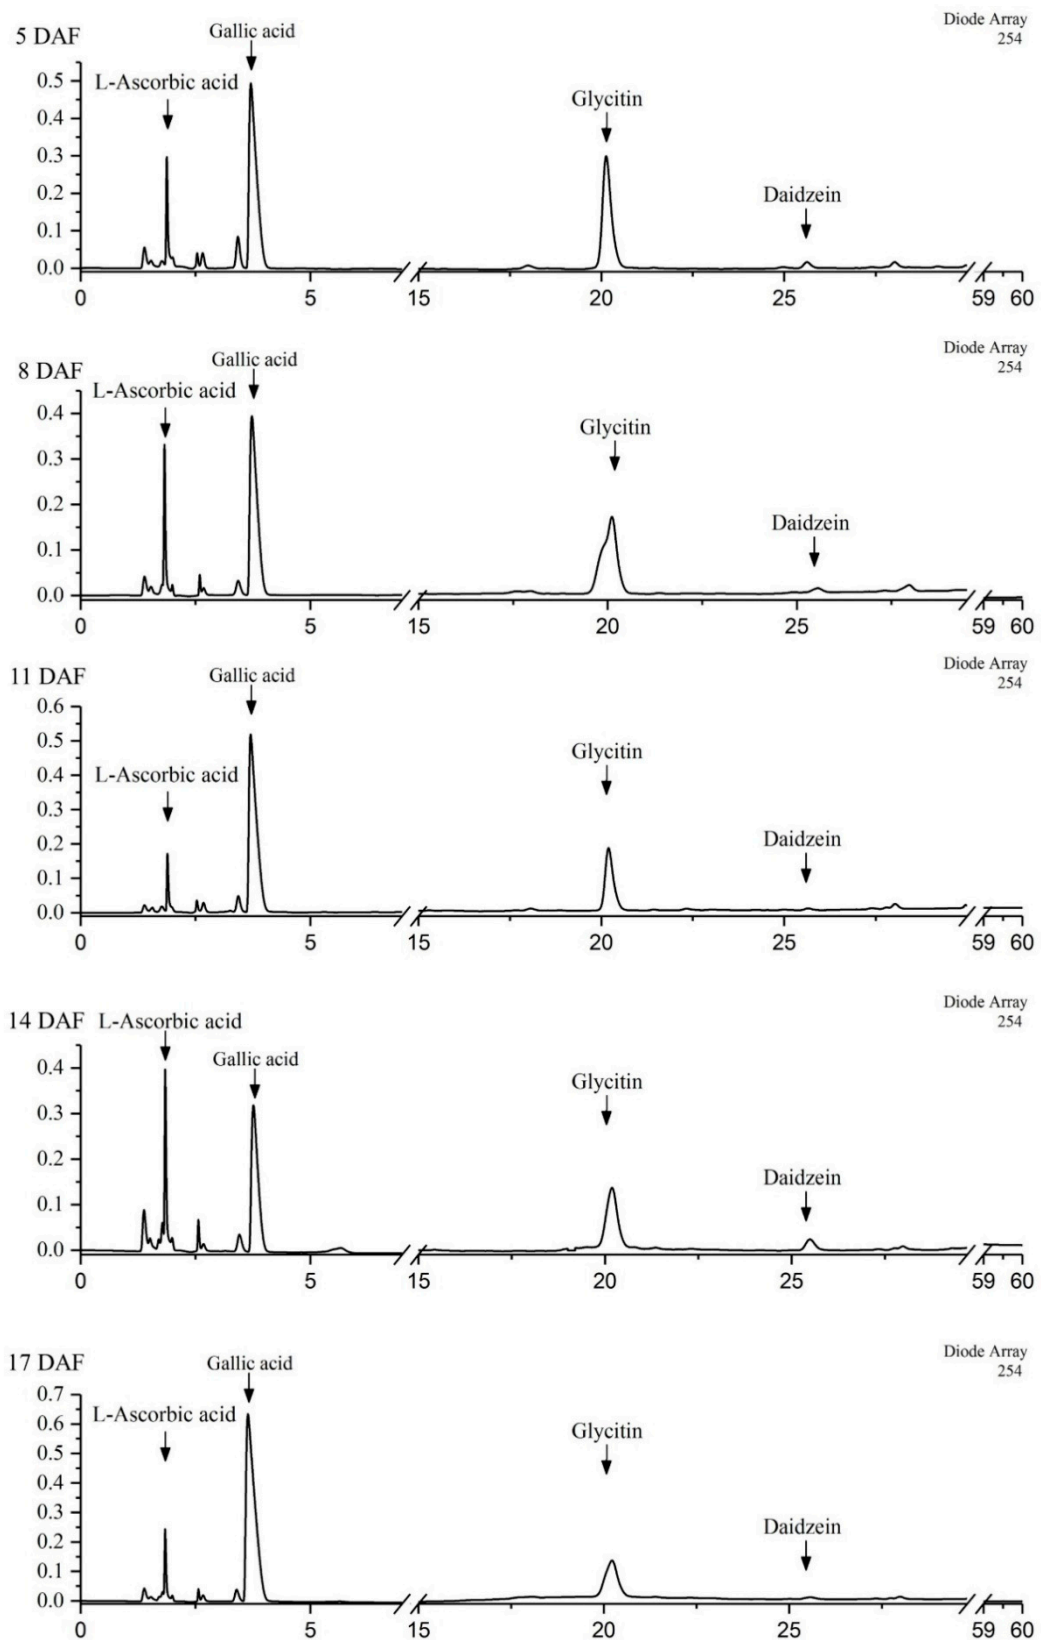 5 DAF
Gallic acid
Diode Array
254
L-Ascorbic acid
Glycitin
Daidzein
0.5
0.4
0.3
0.2
0.1
0.0
0 5 15 20 25 59 60
8 DAF
Gallic acid
Diode Array
254
L-Ascorbic acid
Glycitin
Daidzein
0.4
0.3
0.2
0.1
0.0
0 5 15 20 25 59 60
11 DAF
Gallic acid
Diode Array
254
L-Ascorbic acid
Glycitin
Daidzein
0.6
0.5
0.4
0.3
0.2
0.1
0.0
0 5 15 20 25 59 60
14 DAF
L-Ascorbic acid
Diode Array
254
Gallic acid
Glycitin
Daidzein
0.4
0.3
0.2
0.1
0.0
0 5 15 20 25 59 60
17 DAF
Gallic acid
Diode Array
254
L-Ascorbic acid
Glycitin
Daidzein
0.7
0.6
0.5
0.4
0.3
0.2
0.1
0.0
0 5 15 20 25 59 60